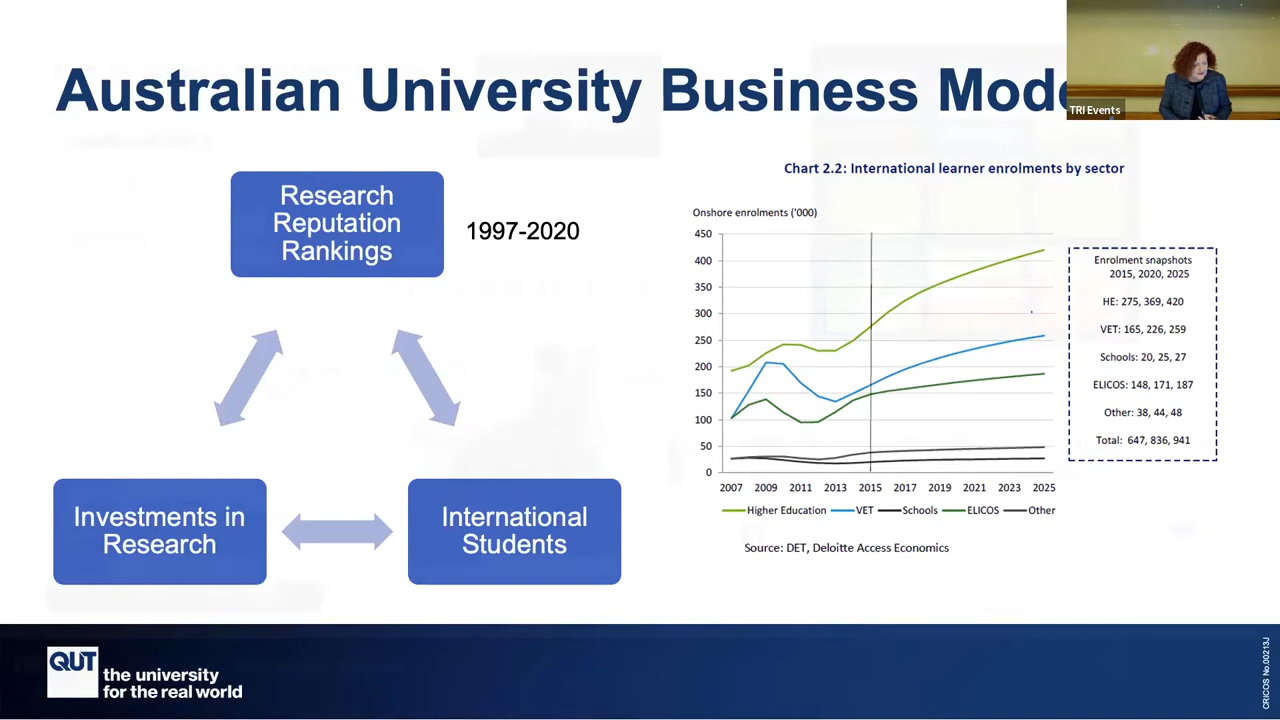 Australian University Business Mode
TRI Events
Research
Reputation
Rankings
1997-2020
Investments in
Research
International
Students
Chart 2.2: International learner enrolments by sector
Onshore enrolments ('000)
450
400
350
300
250
200
150
100
50
0
2007 2009 2011 2013 2015 2017 2019 2021 2023 2025
Higher Education VET Schools ELICOS Other
Source: DET, Deloitte Access Economics
Enrolment snapshots
2015, 2020, 2025
HE: 275, 369, 420
VET: 165, 226, 259
Schools: 20, 25, 27
ELICOS: 148, 171, 187
Other: 38, 44, 48
Total: 647, 836, 941
QUT
the university
for the real world
CRICOS No.00213J